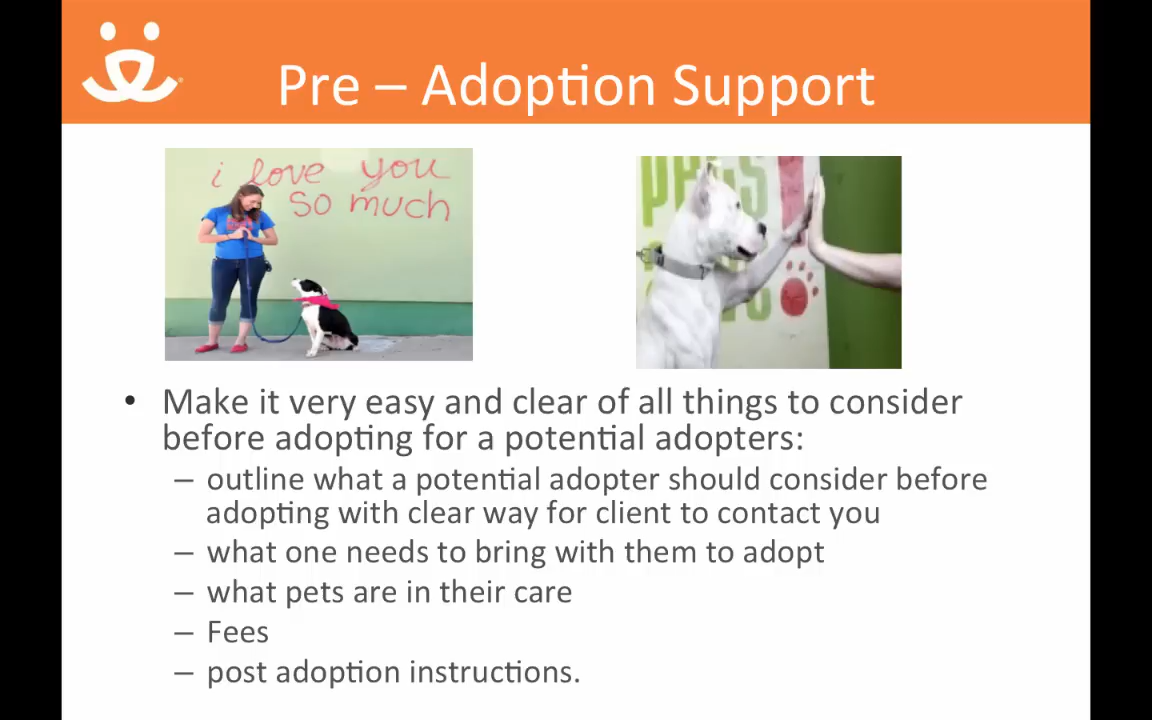 Pre – Adoption Support
i love you
so much
pets
• Make it very easy and clear of all things to consider
before adopting for a potential adopters:
– outline what a potential adopter should consider before
adopting with clear way for client to contact you
– what one needs to bring with them to adopt
– what pets are in their care
– Fees
– post adoption instructions.